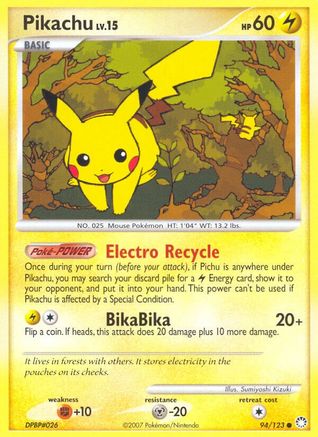 Pikachu LV.15 HP 60
BASIC
NO. 025 Mouse Pokémon HT: 1'04" WT: 13.2 lbs.
Poké-POWER Electro Recycle
Once during your turn (before your attack), if Pichu is anywhere under
Pikachu, you may search your discard pile for a Energy card, show it to
your opponent, and put it into your hand. This power can't be used if
Pikachu is affected by a Special Condition.
BikaBika 20+
Flip a coin. If heads, this attack does 20 damage plus 10 more damage.
It lives in forests with others. It stores electricity in the
pouches on its cheeks.
Illus. Sumiyoshi Kizuki
weakness resistance retreat cost
+10 -20
DPBP#026 ©2007 Pokémon 94/123